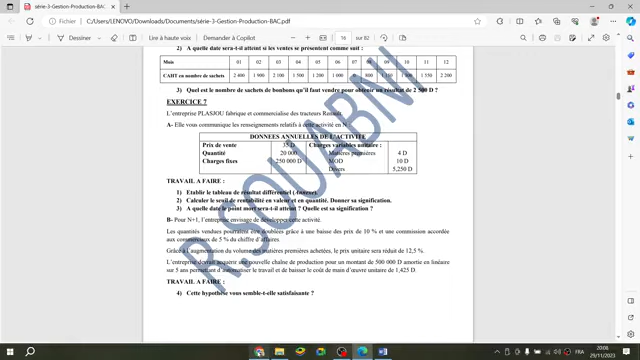 série-3-Gestion-Production-BAC.pdf
Fichier
C:/Users/LENOVO/Downloads/Documents/série-3-Gestion-Production-BAC.pdf
Dessiner
Demander à Copilot
16 sur 82
2) A quelle date sera-t-il atteint si les ventes se présentent comme suit :
Mois 01 02 03 04 05 06 07 08 09 10 11 12
CAHT en nombre de sachets 2 400 1 900 2 100 1 500 1 200 1 000 800 1 550 2 200
3) Quel est le nombre de sachets de bonbons qu'il faut vendre pour obtenir un résultat de 2 500 D ?
EXERCICE 7
L'entreprise PLASJOU fabrique et commercialise des tracteurs Renault.
A- Elle vous communique les renseignements relatifs à cette activité en N
DONNEES ANNUELLES DE L'ACTIVITE
Prix de vente 35 D Charges variables unitaire :
Quantité 20 000 Matières premières 4 D
Charges fixes 250 000 D MOD 10 D
Divers 5,250 D
TRAVAIL A FAIRE :
1) Etablir le tableau de résultat différentiel (Annexe).
2) Calculer le seuil de rentabilité en valeur et en quantité. Donner sa signification.
3) A quelle date le point mort sera-t-il atteint ? Quelle est sa signification ?
B- Pour N+1, l'entreprise envisage de développer cette activité.
Les quantités vendues pourraient être doublées grâce à une baisse des prix de 10 % et une commission accordée
aux commerciaux de 5 % du chiffre d'affaires.
Grâce à l'augmentation du volume des matières premières achetées, le prix unitaire sera réduit de 12,5 %.
L'entreprise devrait acquérir une nouvelle chaîne de production pour un montant de 500 000 D amortie en linéaire
sur 5 ans permettant d'automatiser le travail et de baisser le coût de main d'œuvre unitaire de 1,425 D.
TRAVAIL A FAIRE :
4) Cette hypothèse vous semble-t-elle satisfaisante ?
R.SOUABNI
FRA
20:08
29/11/2023